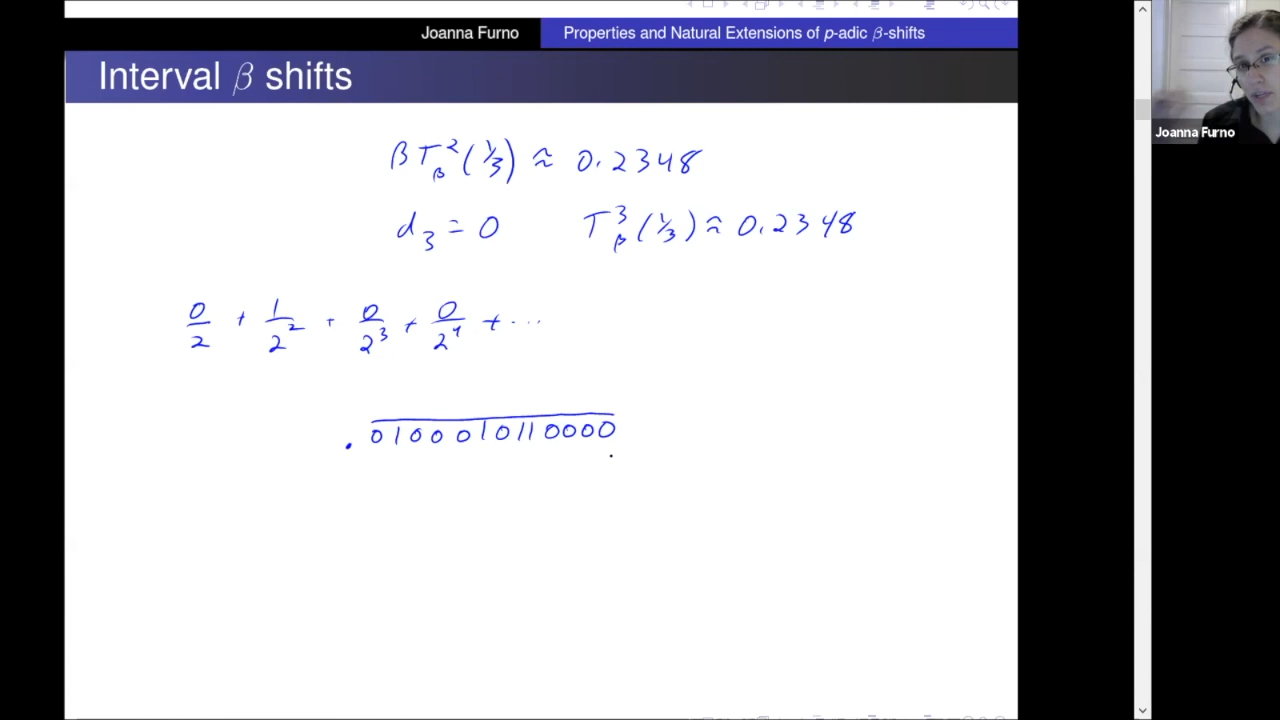 Joanna Furno
Properties and Natural Extensions of p-adic β-shifts
Interval β shifts
β T_β^2 (1/3) ≈ 0.2348
d_3 = 0 T_β^3 (1/3) ≈ 0.2348
0/2 + 1/2^2 + 0/2^3 + 0/2^4 + ...
. 0100010110000
Joanna Furno